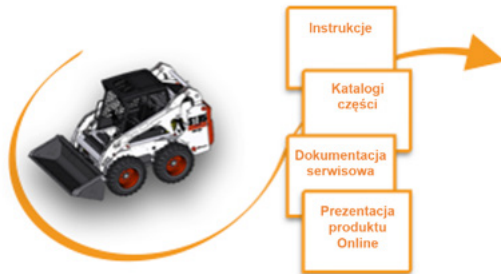 Instrukcje
Katalogi
części
Dokumentacja
serwisowa
Prezentacja
produktu
Online